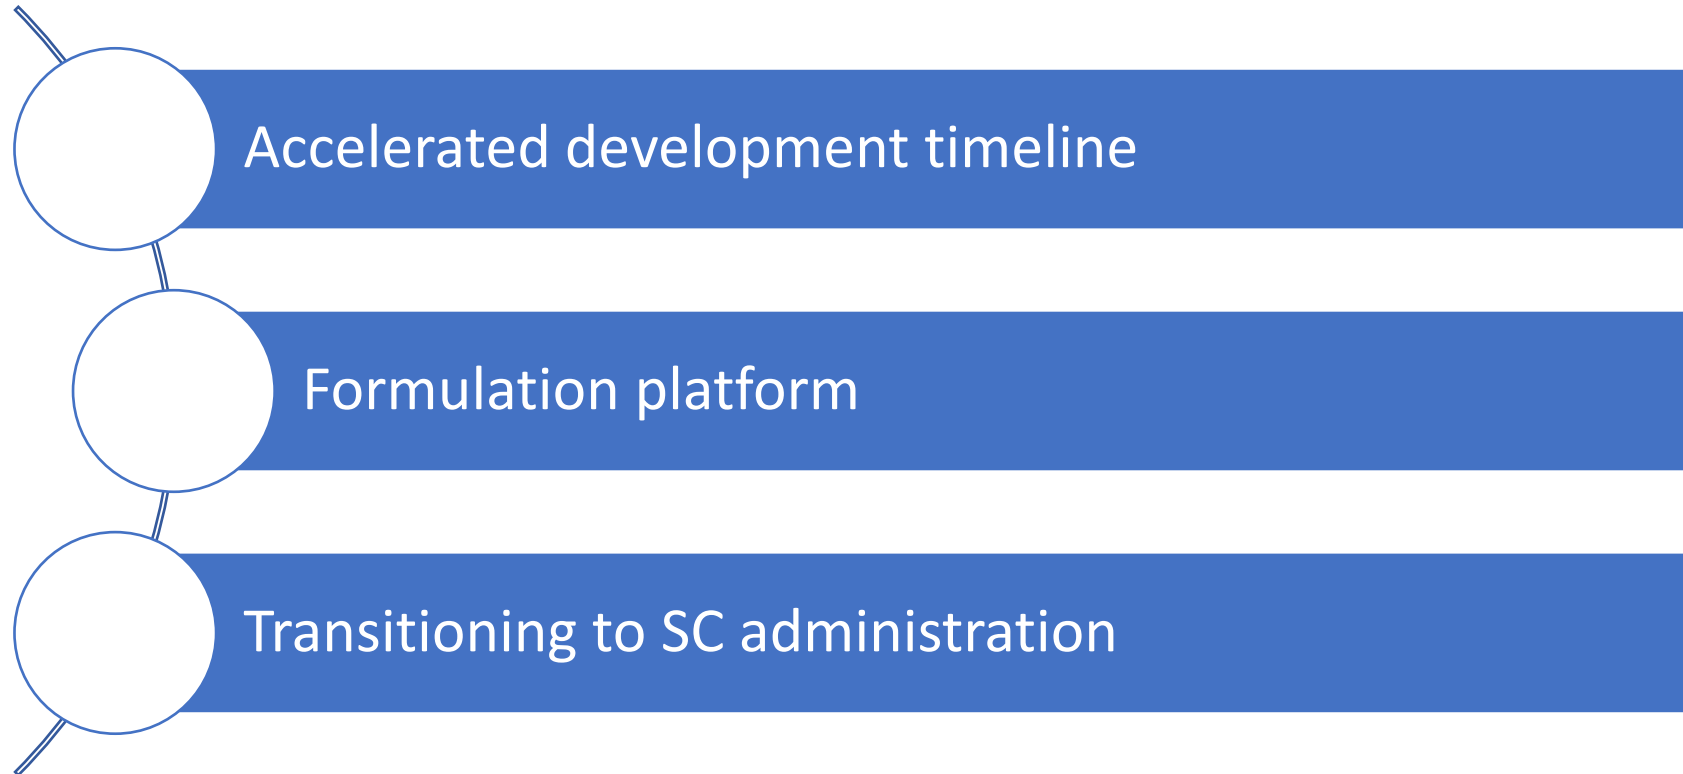 Accelerated development timeline
Formulation platform
Transitioning to SC administration